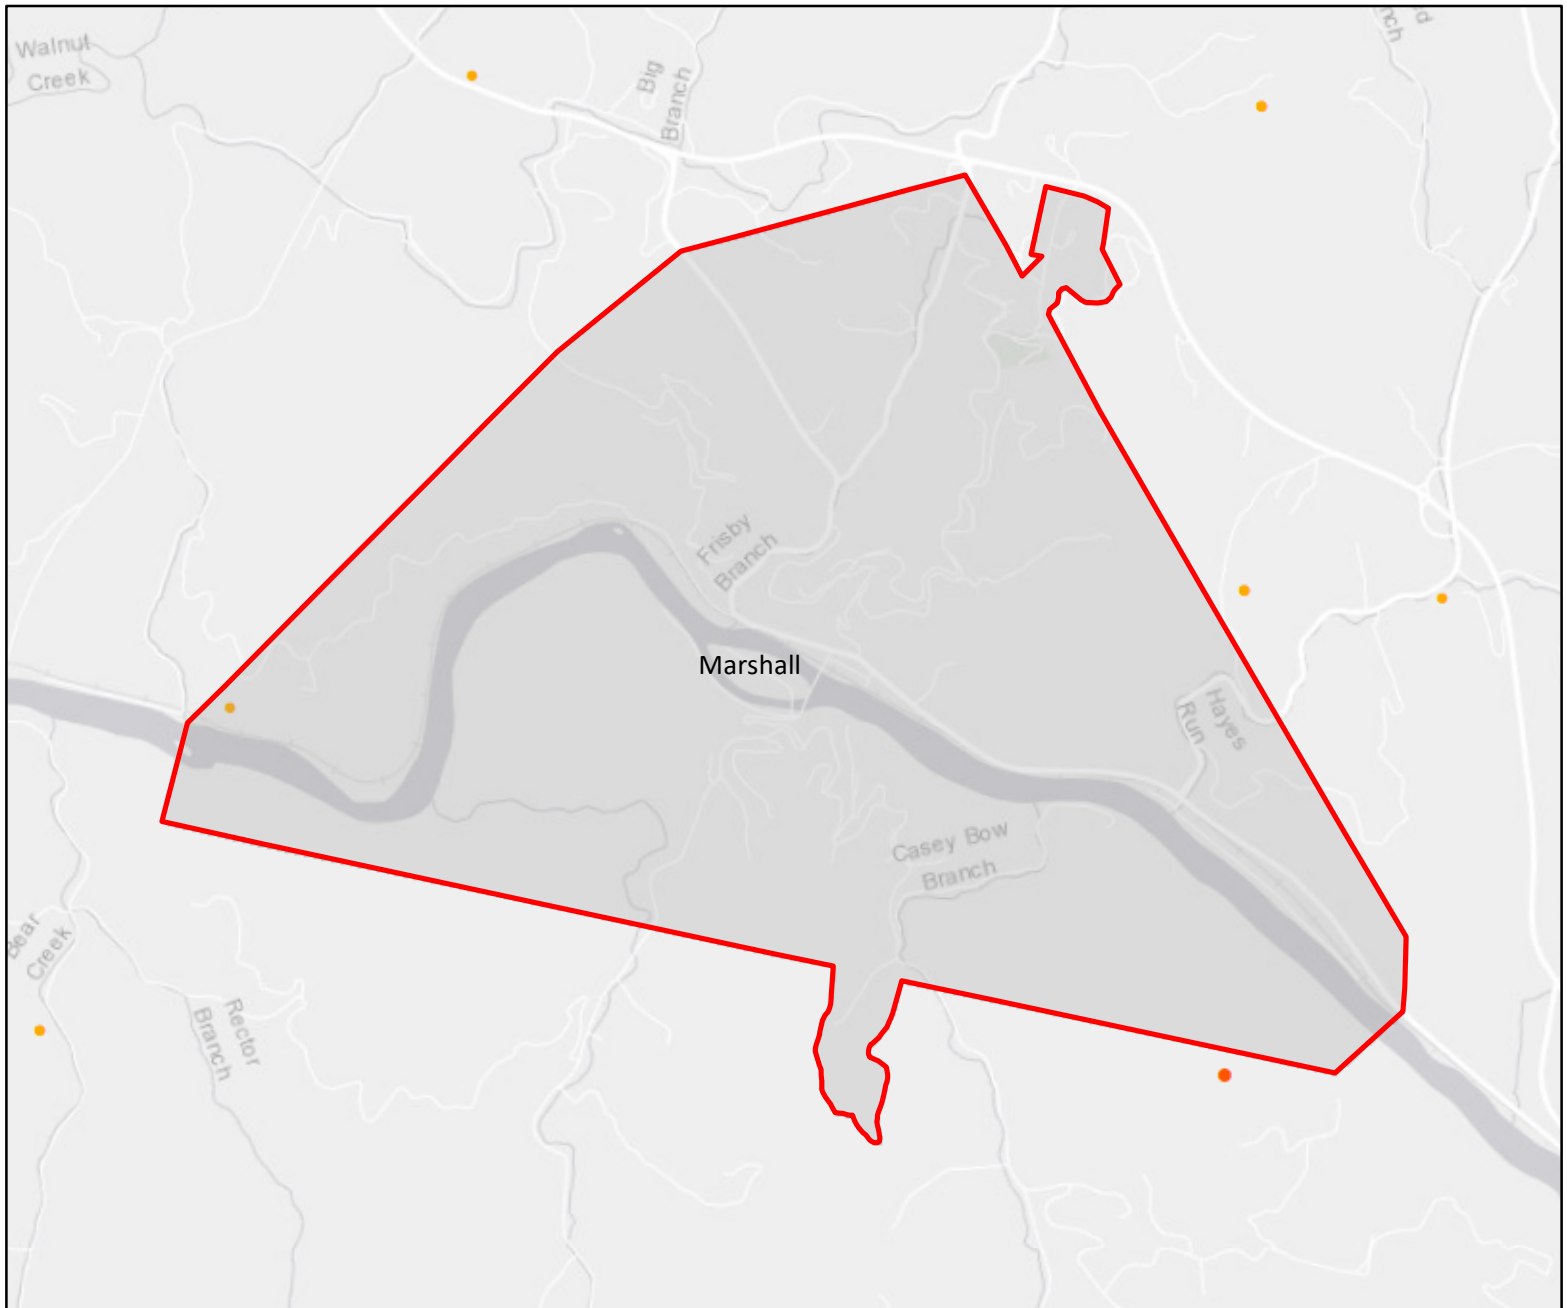 Walnut
Creek
Big
Branch
Frisby
Branch
Marshall
Hayes
Run
Casey Bow
Branch
Bear
Creek
Rector
Branch